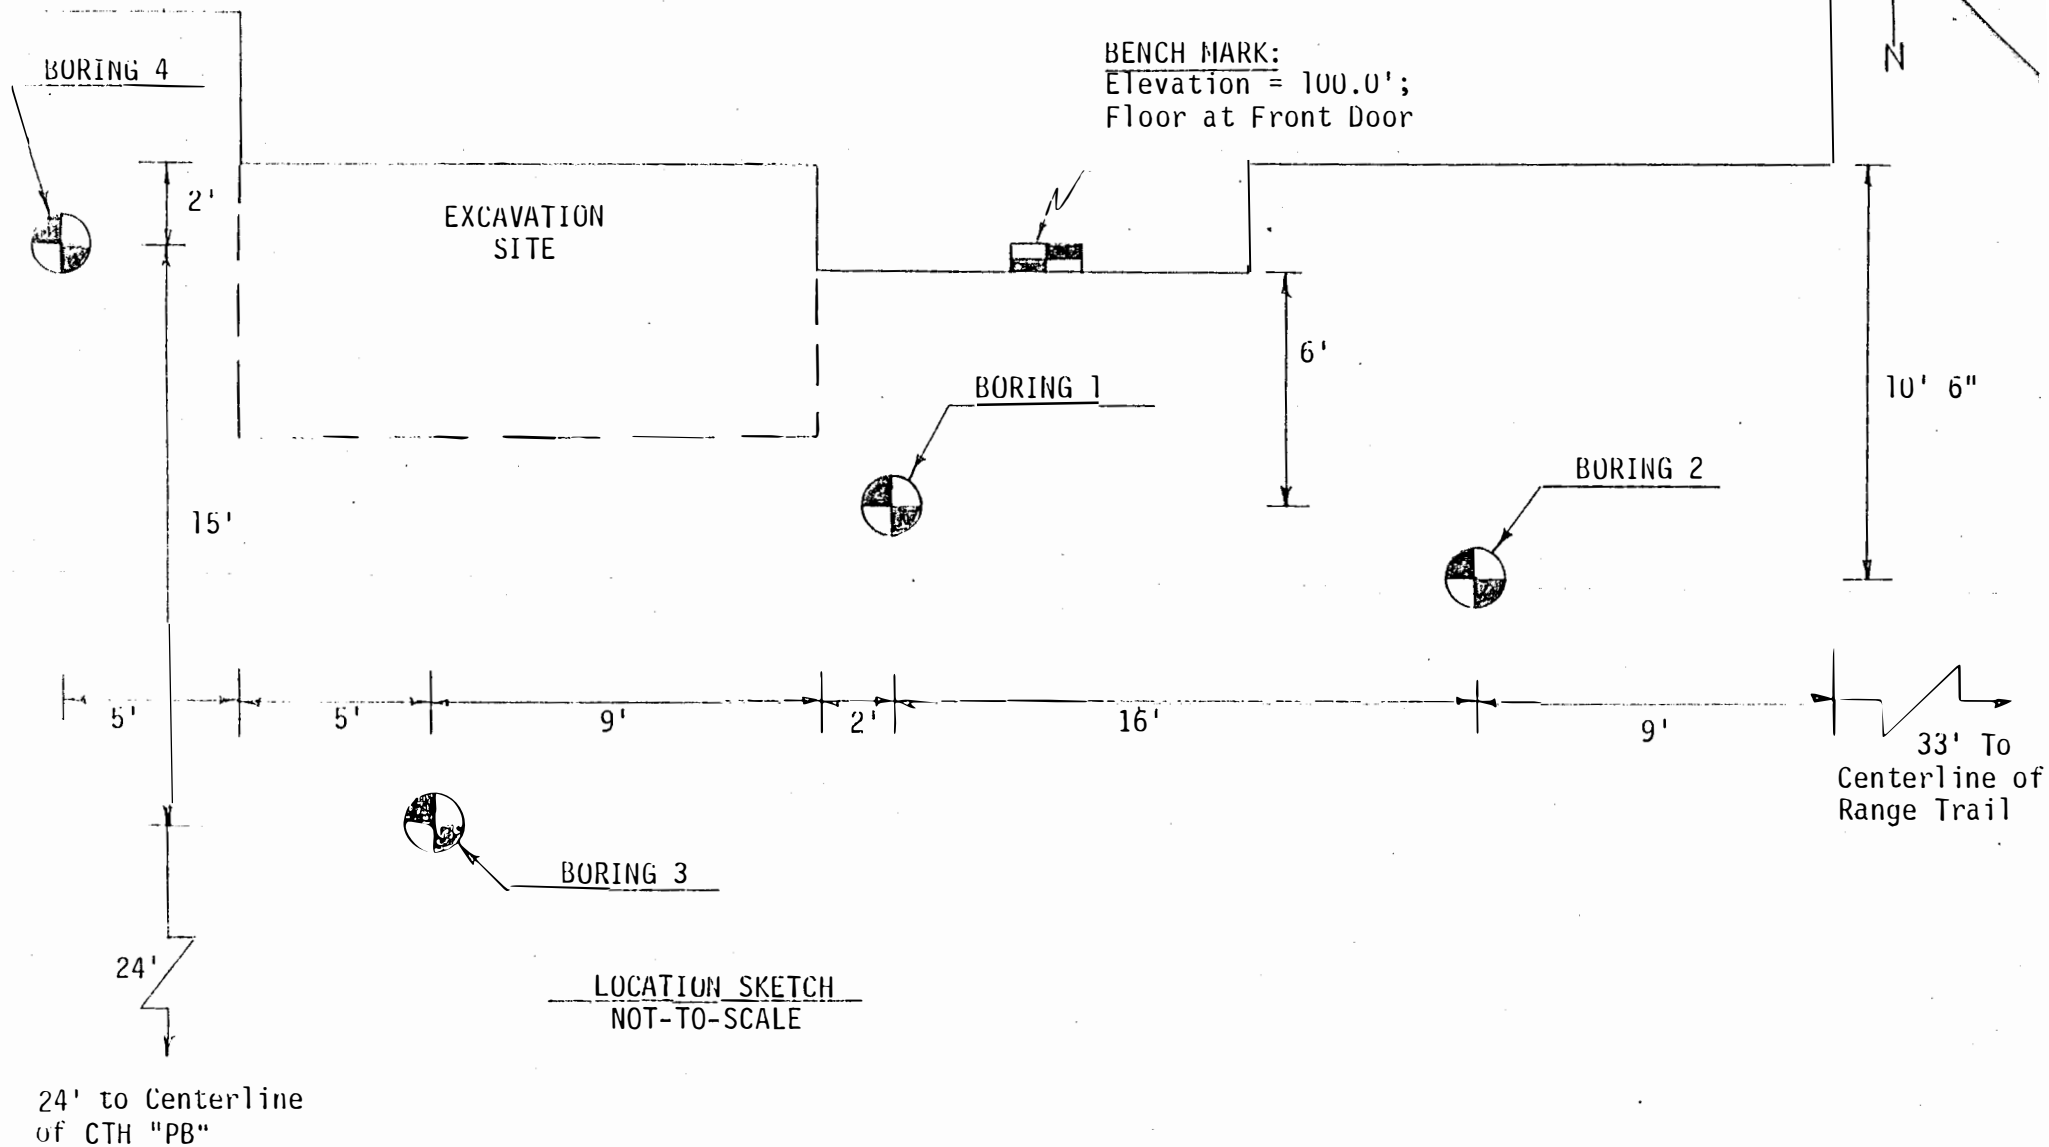 N
BENCH MARK:
Elevation = 100.0';
Floor at Front Door
BORING 4
2'
EXCAVATION
SITE
6'
10' 6"
BORING 1
BORING 2
15'
5'
5'
9'
2'
16'
9'
33' To
Centerline of
Range Trail
BORING 3
24'
LOCATION SKETCH
NOT-TO-SCALE
24' to Centerline
of CTH "PB"